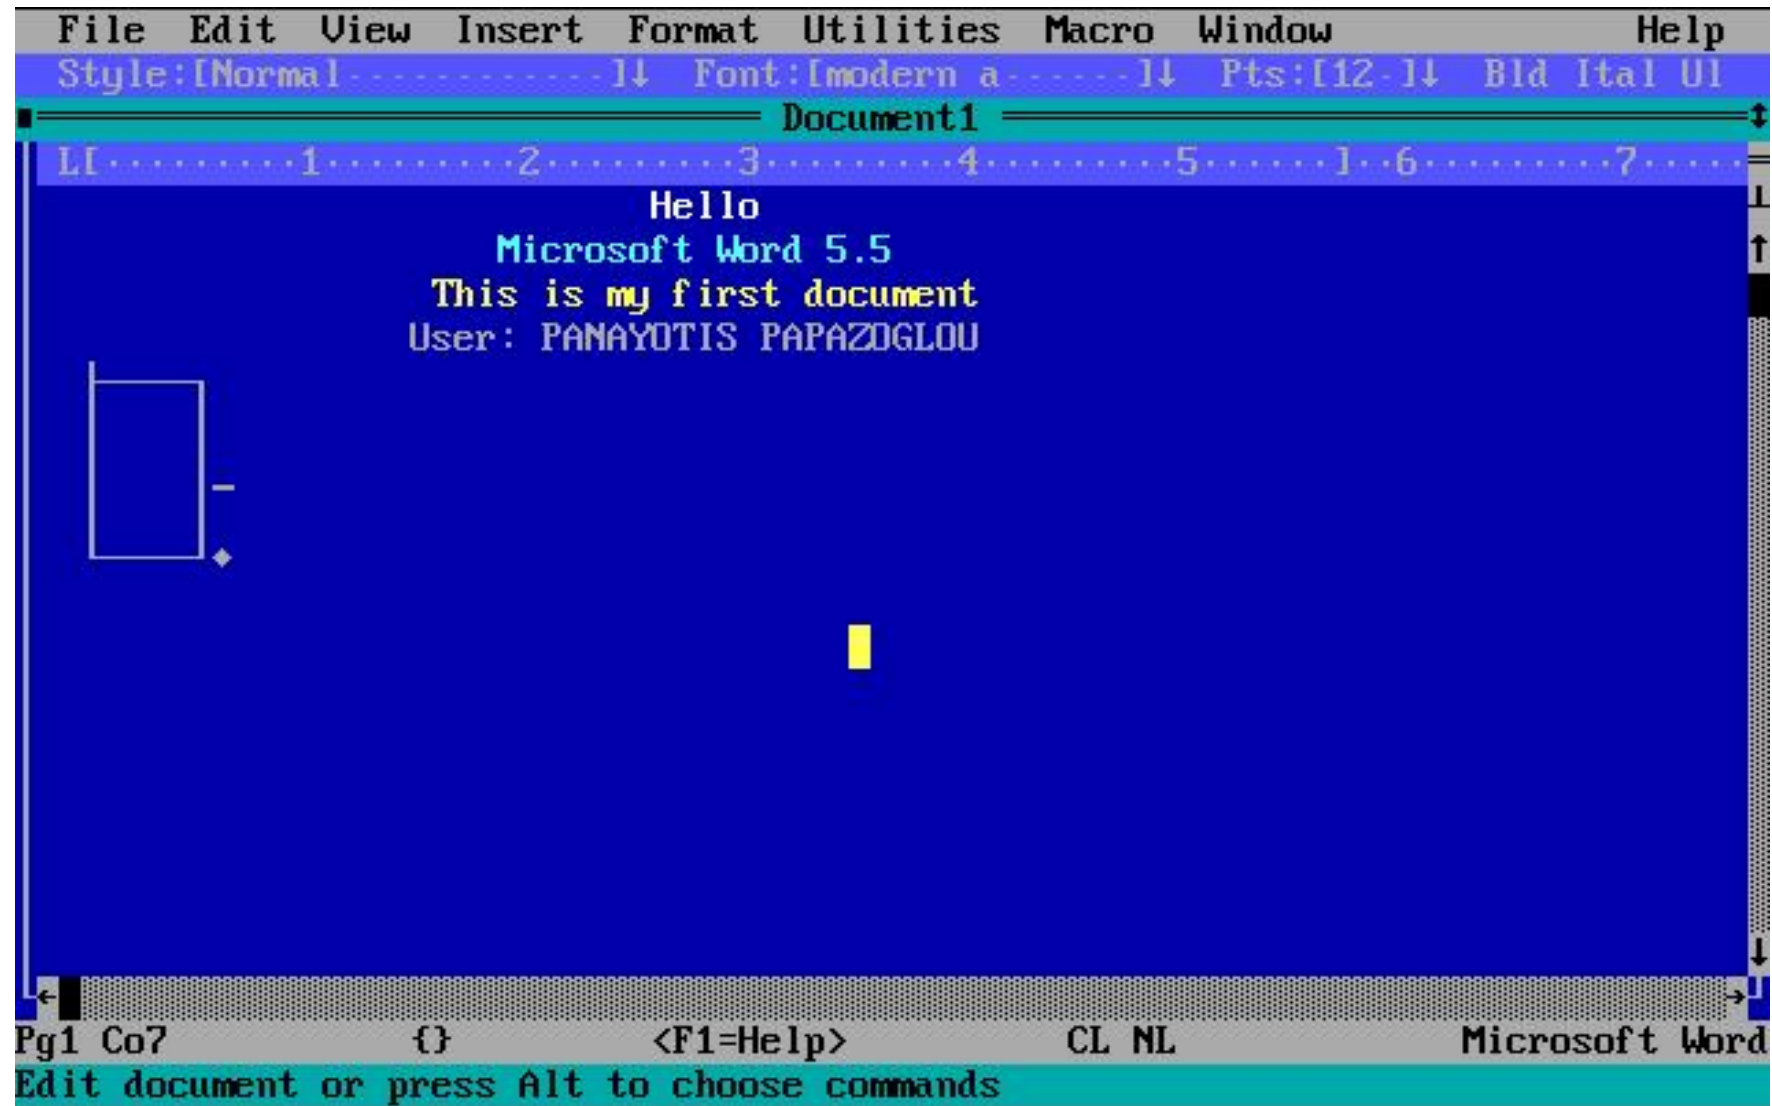 File Edit View Insert Format Utilities Macro Window Help
Style:[Normal------------]↓ Font:[modern a------]↓ Pts:[12-]↓ Bld Ital Ul
Document1
L[·········1·········2·········3·········4·········5······]··6·········7·····
Hello
Microsoft Word 5.5
This is my first document
User: PANAYOTIS PAPAZOGLOU
Pg1 Co7 {} <F1=Help> CL NL Microsoft Word
Edit document or press Alt to choose commands